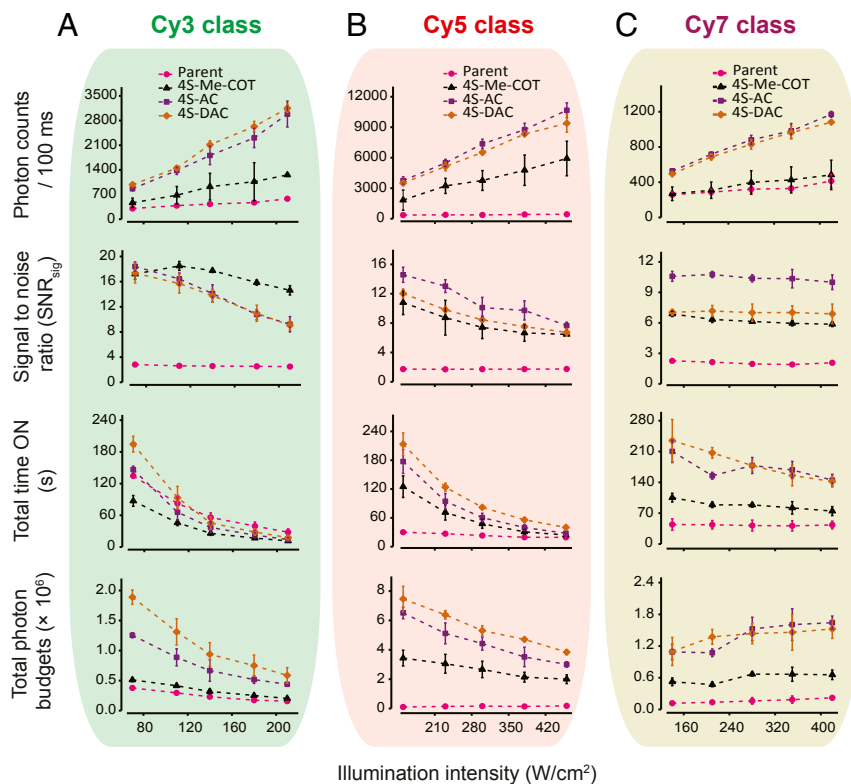 A Cy3 class B Cy5 class C Cy7 class
Photon counts
/ 100 ms
Parent
4S-Me-COT
4S-AC
4S-DAC
3500
2800
2100
1400
700
0
Parent
4S-Me-COT
4S-AC
4S-DAC
12000
9000
6000
3000
0
Parent
4S-Me-COT
4S-AC
4S-DAC
1200
800
400
0
Signal to noise
ratio (SNRsig)
20
16
12
8
4
0
16
12
8
4
0
12
9
6
3
0
Total time ON
(s)
240
180
120
60
0
240
180
120
60
0
280
210
140
70
0
Total photon
budgets (× 10⁶)
2.0
1.5
1.0
0.5
0.0
8
6
4
2
0
2.4
1.8
1.2
0.6
0.0
80 120 160 200 210 280 350 420 160 240 320 400
Illumination intensity (W/cm²)